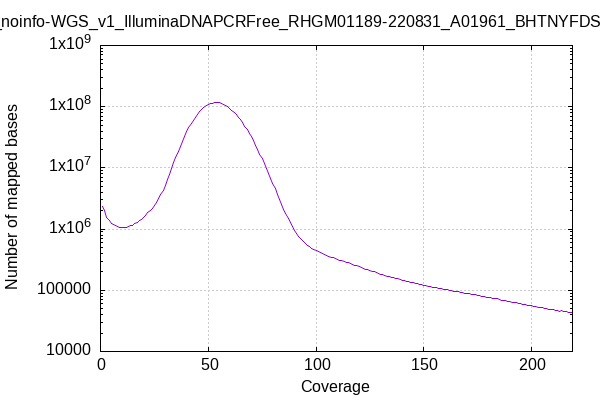 _noinfo-WGS_v1_IlluminaDNAPCRFree_RHGM01189-220831_A01961_BHTNYFDS
1x10^9
1x10^8
1x10^7
1x10^6
100000
10000
Number of mapped bases
0 50 100 150 200
Coverage